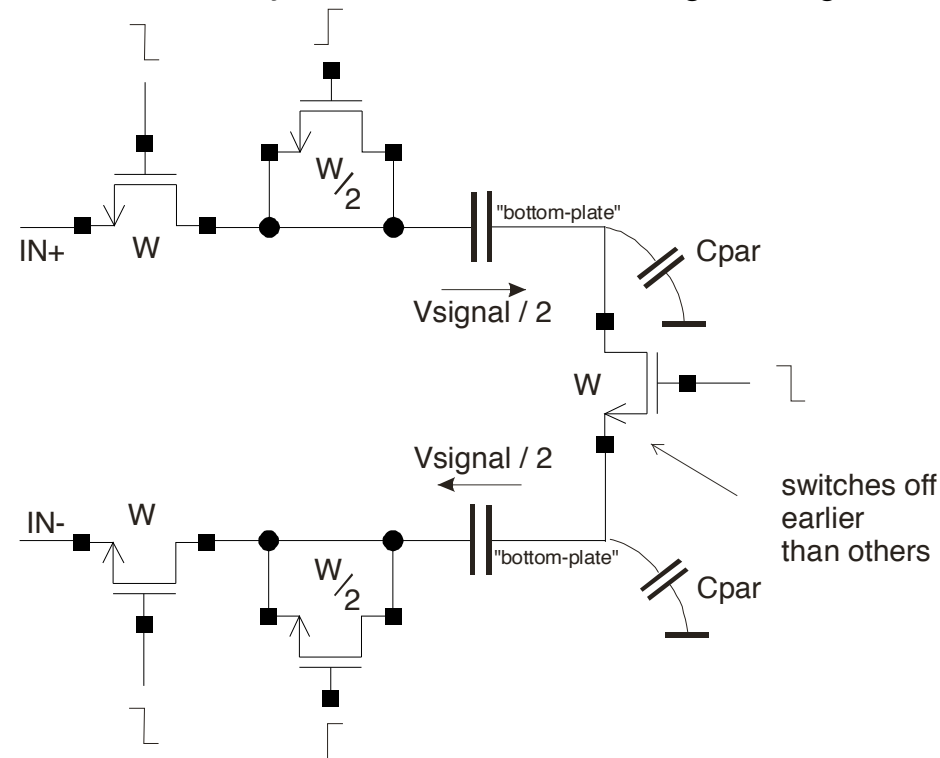 W/2
"bottom-plate"
IN+
W
Cpar
Vsignal / 2
W
Vsignal / 2
switches off
earlier
than others
IN-
W
W/2
"bottom-plate"
Cpar